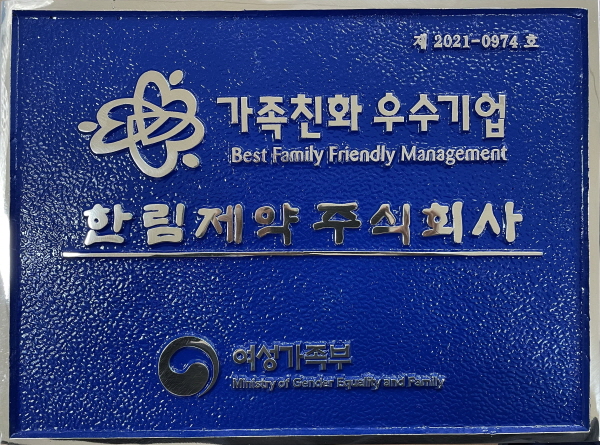 제 2021-0974 호
가족친화 우수기업
Best Family Friendly Management
한림제약 주식회사
여성가족부
Ministry of Gender Equality and Family